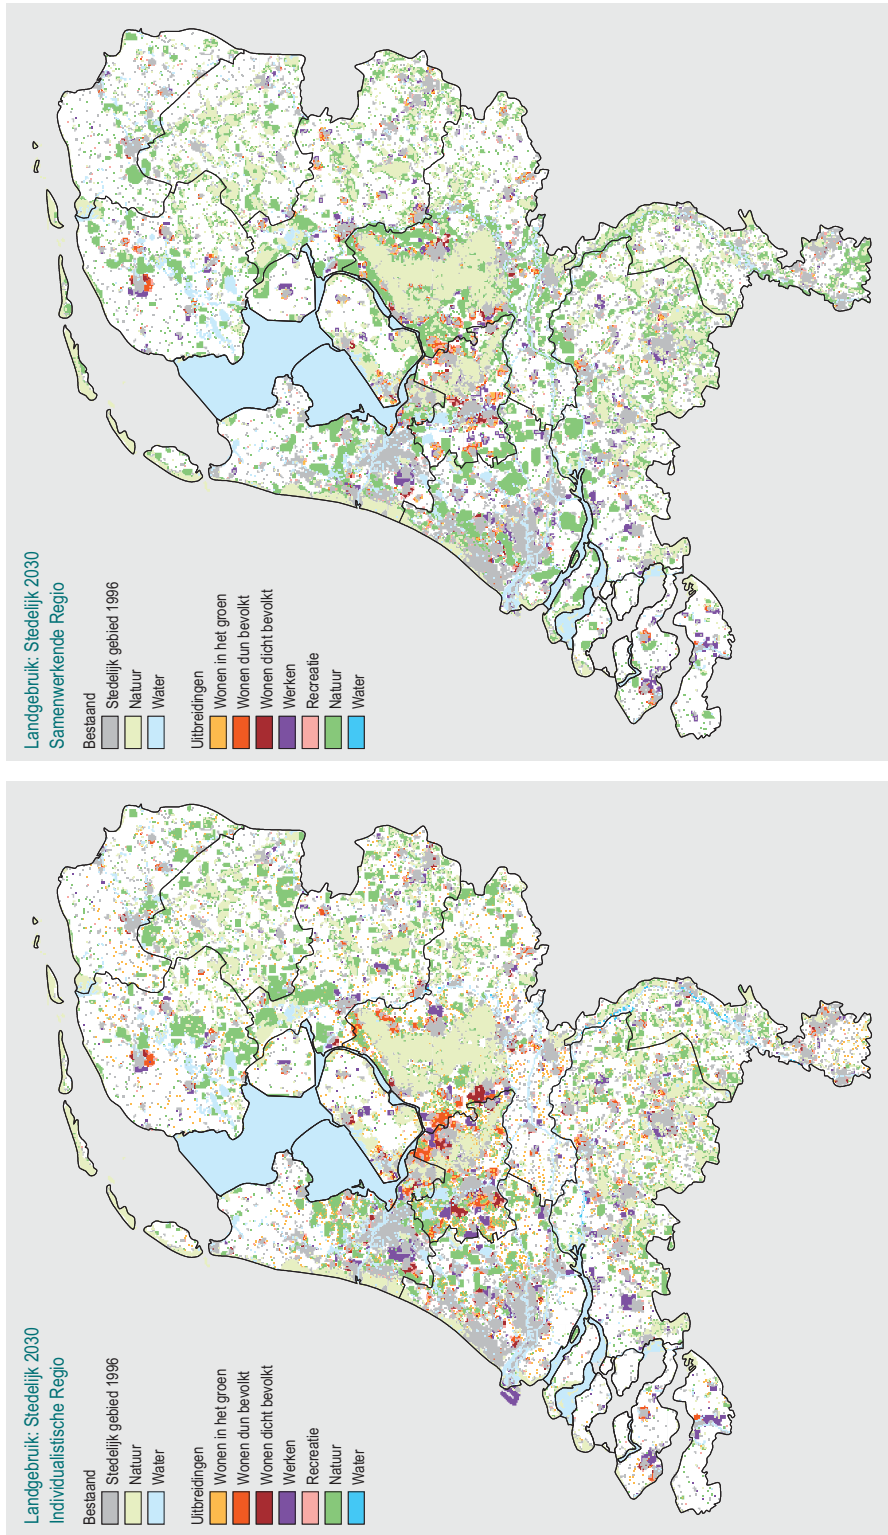 Landgebruik: Stedelijk 2030
Samenwerkende Regio
Bestaand
Stedelijk gebied 1996
Natuur
Water
Uitbreidingen
Wonen in het groen
Wonen dun bevolkt
Wonen dicht bevolkt
Werken
Recreatie
Natuur
Water
Landgebruik: Stedelijk 2030
Individualistische Regio
Bestaand
Stedelijk gebied 1996
Natuur
Water
Uitbreidingen
Wonen in het groen
Wonen dun bevolkt
Wonen dicht bevolkt
Werken
Recreatie
Natuur
Water